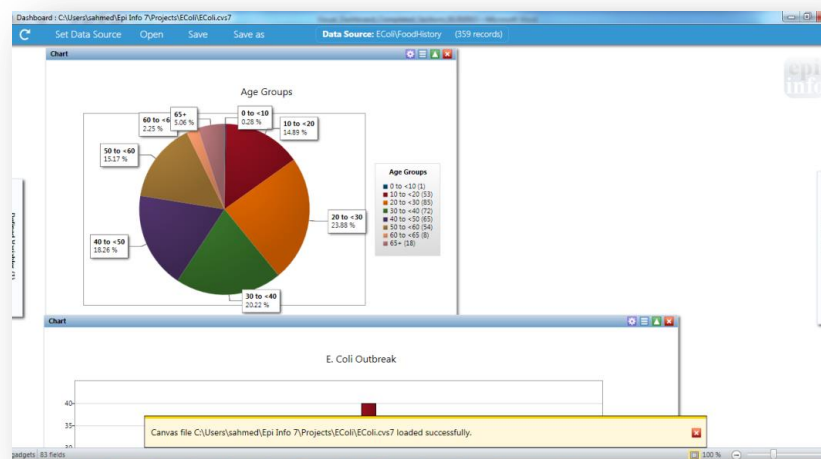 Dashboard : C:\Users\sahmed\Epi Info 7\Projects\EColi\EColi.cvs7
Set Data Source Open Save Save as Data Source: EColi\FoodHistory (359 records)
Chart
epi
info
Age Groups
60 to <6
2.25 %
65+
5.06 %
0 to <10
0.28 %
10 to <20
14.89 %
50 to <60
15.17 %
20 to <30
23.88 %
40 to <50
18.26 %
30 to <40
20.22 %
Age Groups
0 to <10 (1)
10 to <20 (53)
20 to <30 (85)
30 to <40 (72)
40 to <50 (65)
50 to <60 (54)
60 to <65 (8)
65+ (18)
Chart
E. Coli Outbreak
40
35
30
Canvas file C:\Users\sahmed\Epi Info 7\Projects\EColi\EColi.cvs7 loaded successfully.
gadgets 83 fields
100 %